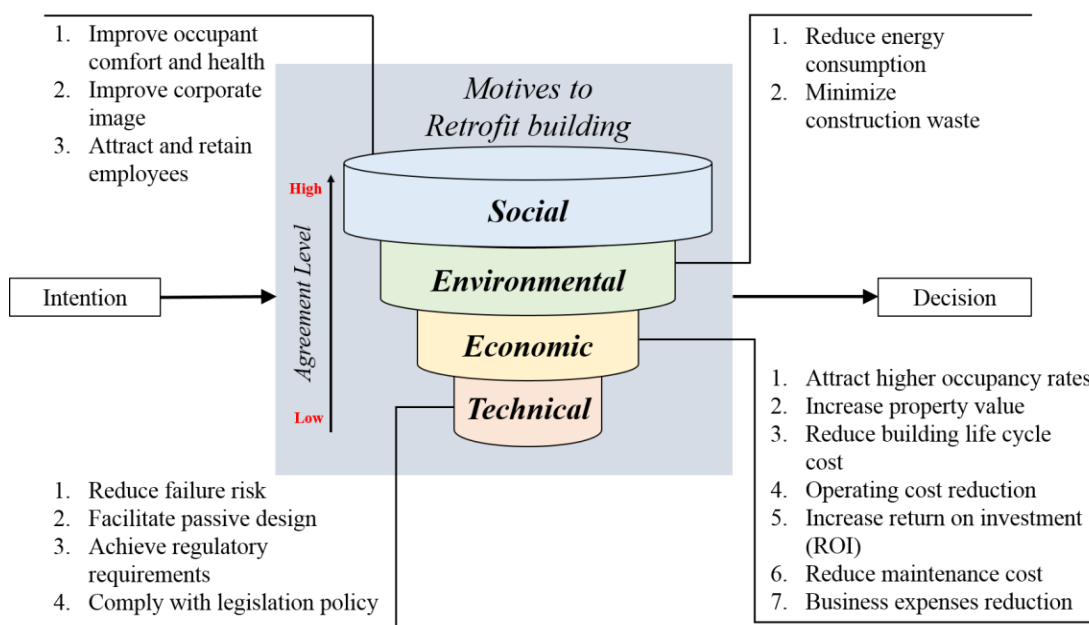 1. Improve occupant
comfort and health
2. Improve corporate
image
3. Attract and retain
employees
1. Reduce energy
consumption
2. Minimize
construction waste
Motives to
Retrofit building
High
Agreement Level
Low
Social
Environmental
Economic
Technical
Intention
Decision
1. Reduce failure risk
2. Facilitate passive design
3. Achieve regulatory
requirements
4. Comply with legislation policy
1. Attract higher occupancy rates
2. Increase property value
3. Reduce building life cycle
cost
4. Operating cost reduction
5. Increase return on investment
(ROI)
6. Reduce maintenance cost
7. Business expenses reduction